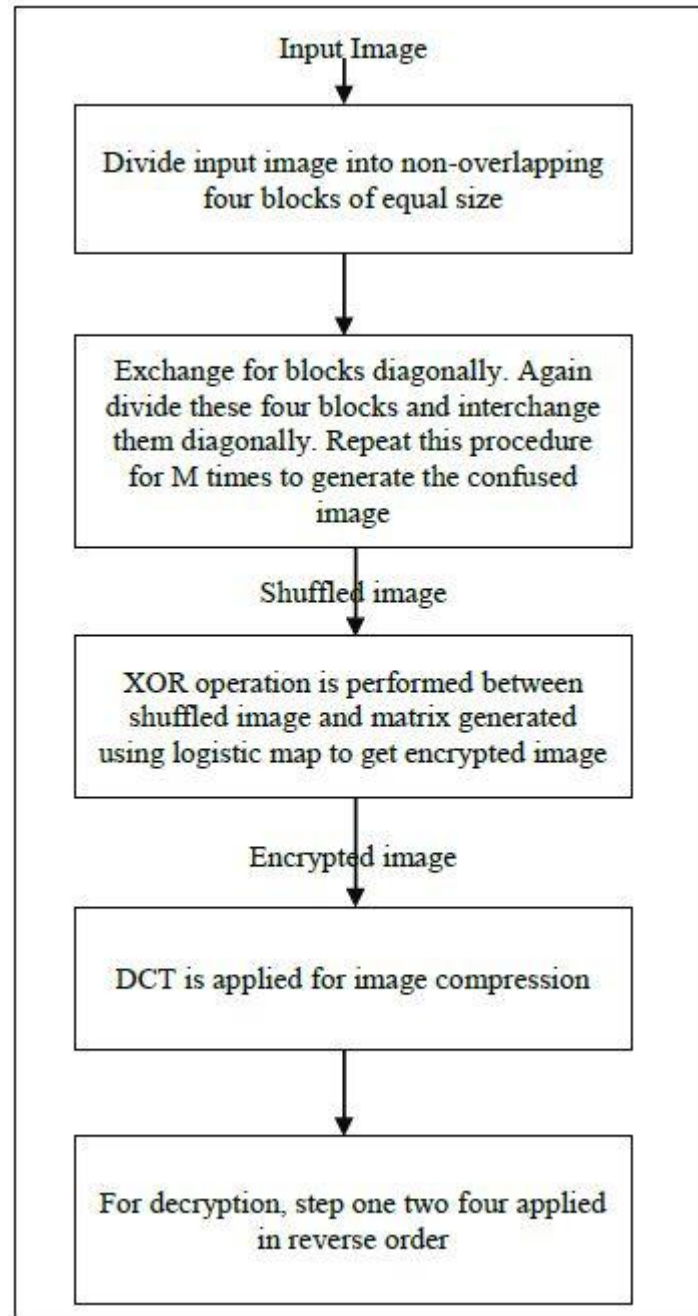 Input Image
Divide input image into non-overlapping
four blocks of equal size
Exchange for blocks diagonally. Again
divide these four blocks and interchange
them diagonally. Repeat this procedure
for M times to generate the confused
image
Shuffled image
XOR operation is performed between
shuffled image and matrix generated
using logistic map to get encrypted image
Encrypted image
DCT is applied for image compression
For decryption, step one two four applied
in reverse order